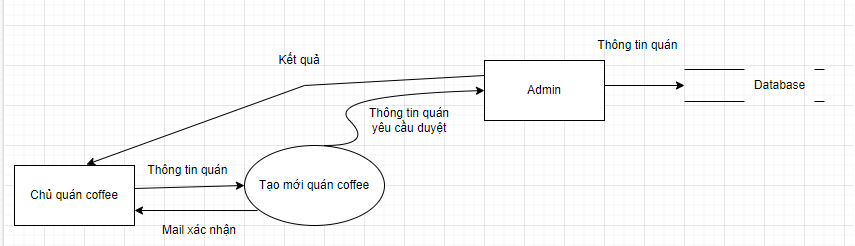 Thông tin quán
Kết quả
Admin
Database
Thông tin quán
yêu cầu duyệt
Thông tin quán
Chủ quán coffee
Tạo mới quán coffee
Mail xác nhận